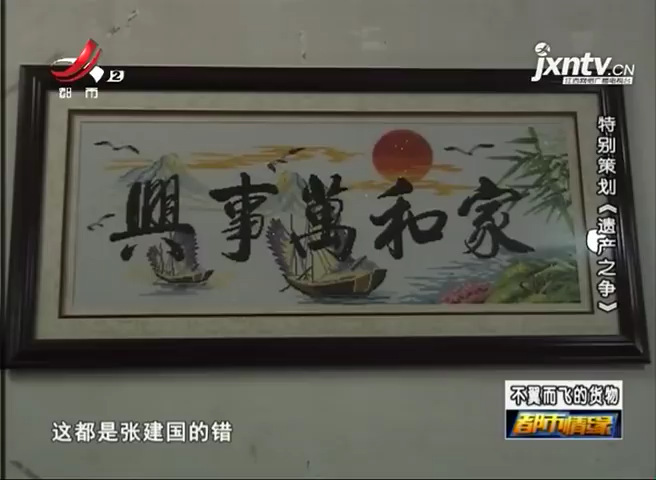 2
都市
jxntv.CN
江西网络广播电视台
興事萬和家
特别策划《遗产之争》
不翼而飞的货物
都市情缘
这都是张建国的错